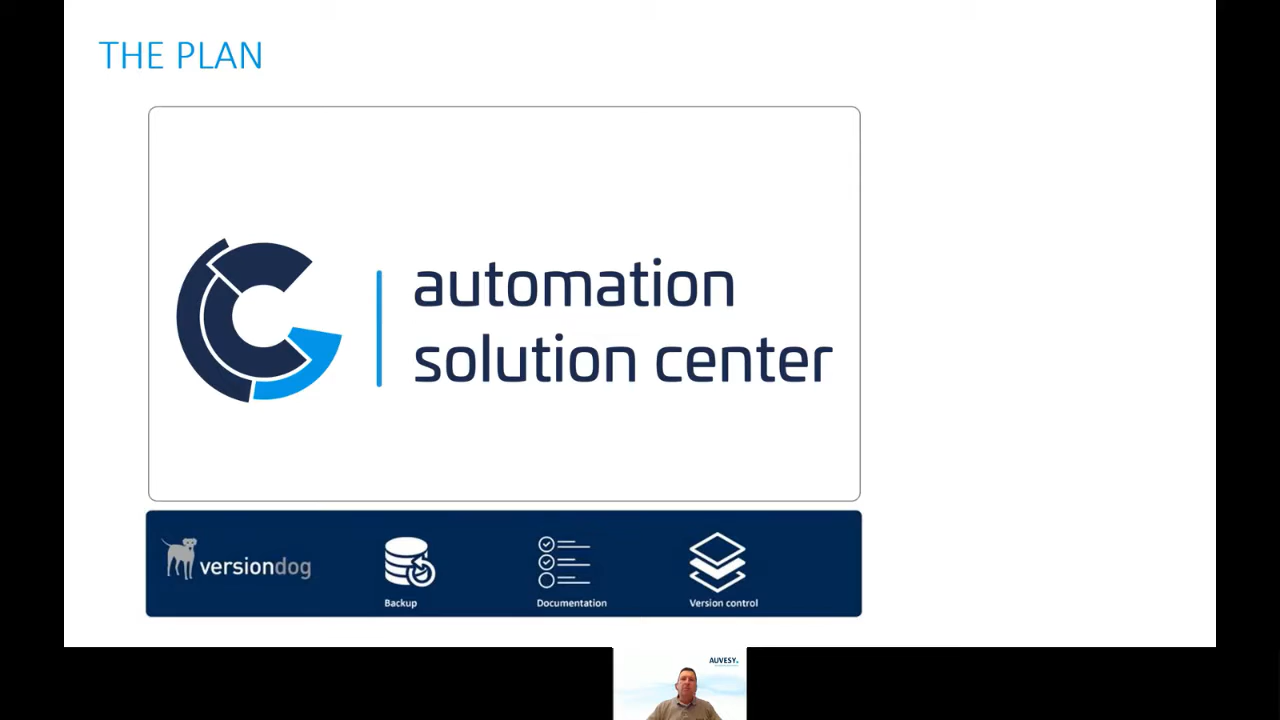 THE PLAN
automation
solution center
versiondog
Backup
Documentation
Version control
AUVESY